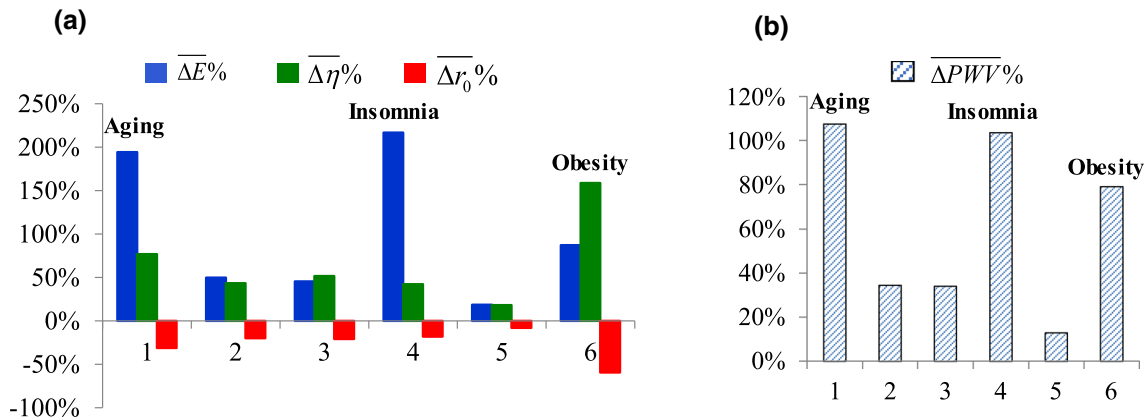 (a)
ΔE% Δη% Δr₀%
250%
200%
150%
100%
50%
0%
-50%
-100%
Aging
Insomnia
Obesity
1 2 3 4 5 6
(b)
ΔPWV%
120%
100%
80%
60%
40%
20%
0%
Aging
Insomnia
Obesity
1 2 3 4 5 6